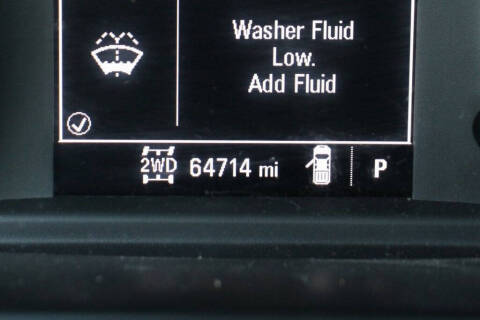 Washer Fluid
Low.
Add Fluid
2WD 64714 mi P